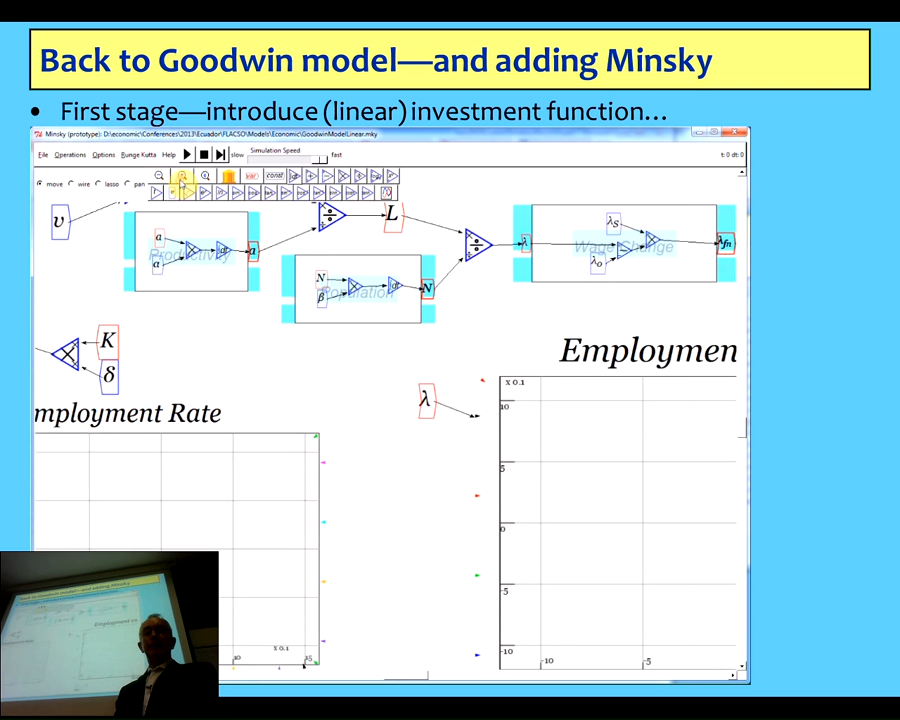 Back to Goodwin model—and adding Minsky
• First stage—introduce (linear) investment function…
Minsky (prototype): D:\economic\Conferences\2013\Ecuador\FLACSO\Models\Economic\GoodwinModelLinear.mky
File Operations Options Runge Kutta Help slow Simulation Speed fast t: 0 dt: 0
move wire lasso pan var const
υ
a
α
Productivity
a
L
N
β
Population
N
λ
λS
λo
Wage Change
λfn
K
δ
Employmen
mployment Rate
λ
X 0.1
10
5
0
-5
-10
-10 -5
X 0.1
10 15